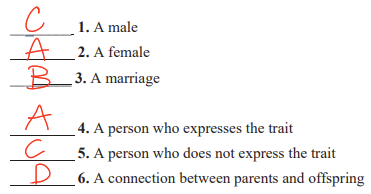 C 1. A male
A 2. A female
B 3. A marriage
A 4. A person who expresses the trait
C 5. A person who does not express the trait
D 6. A connection between parents and offspring